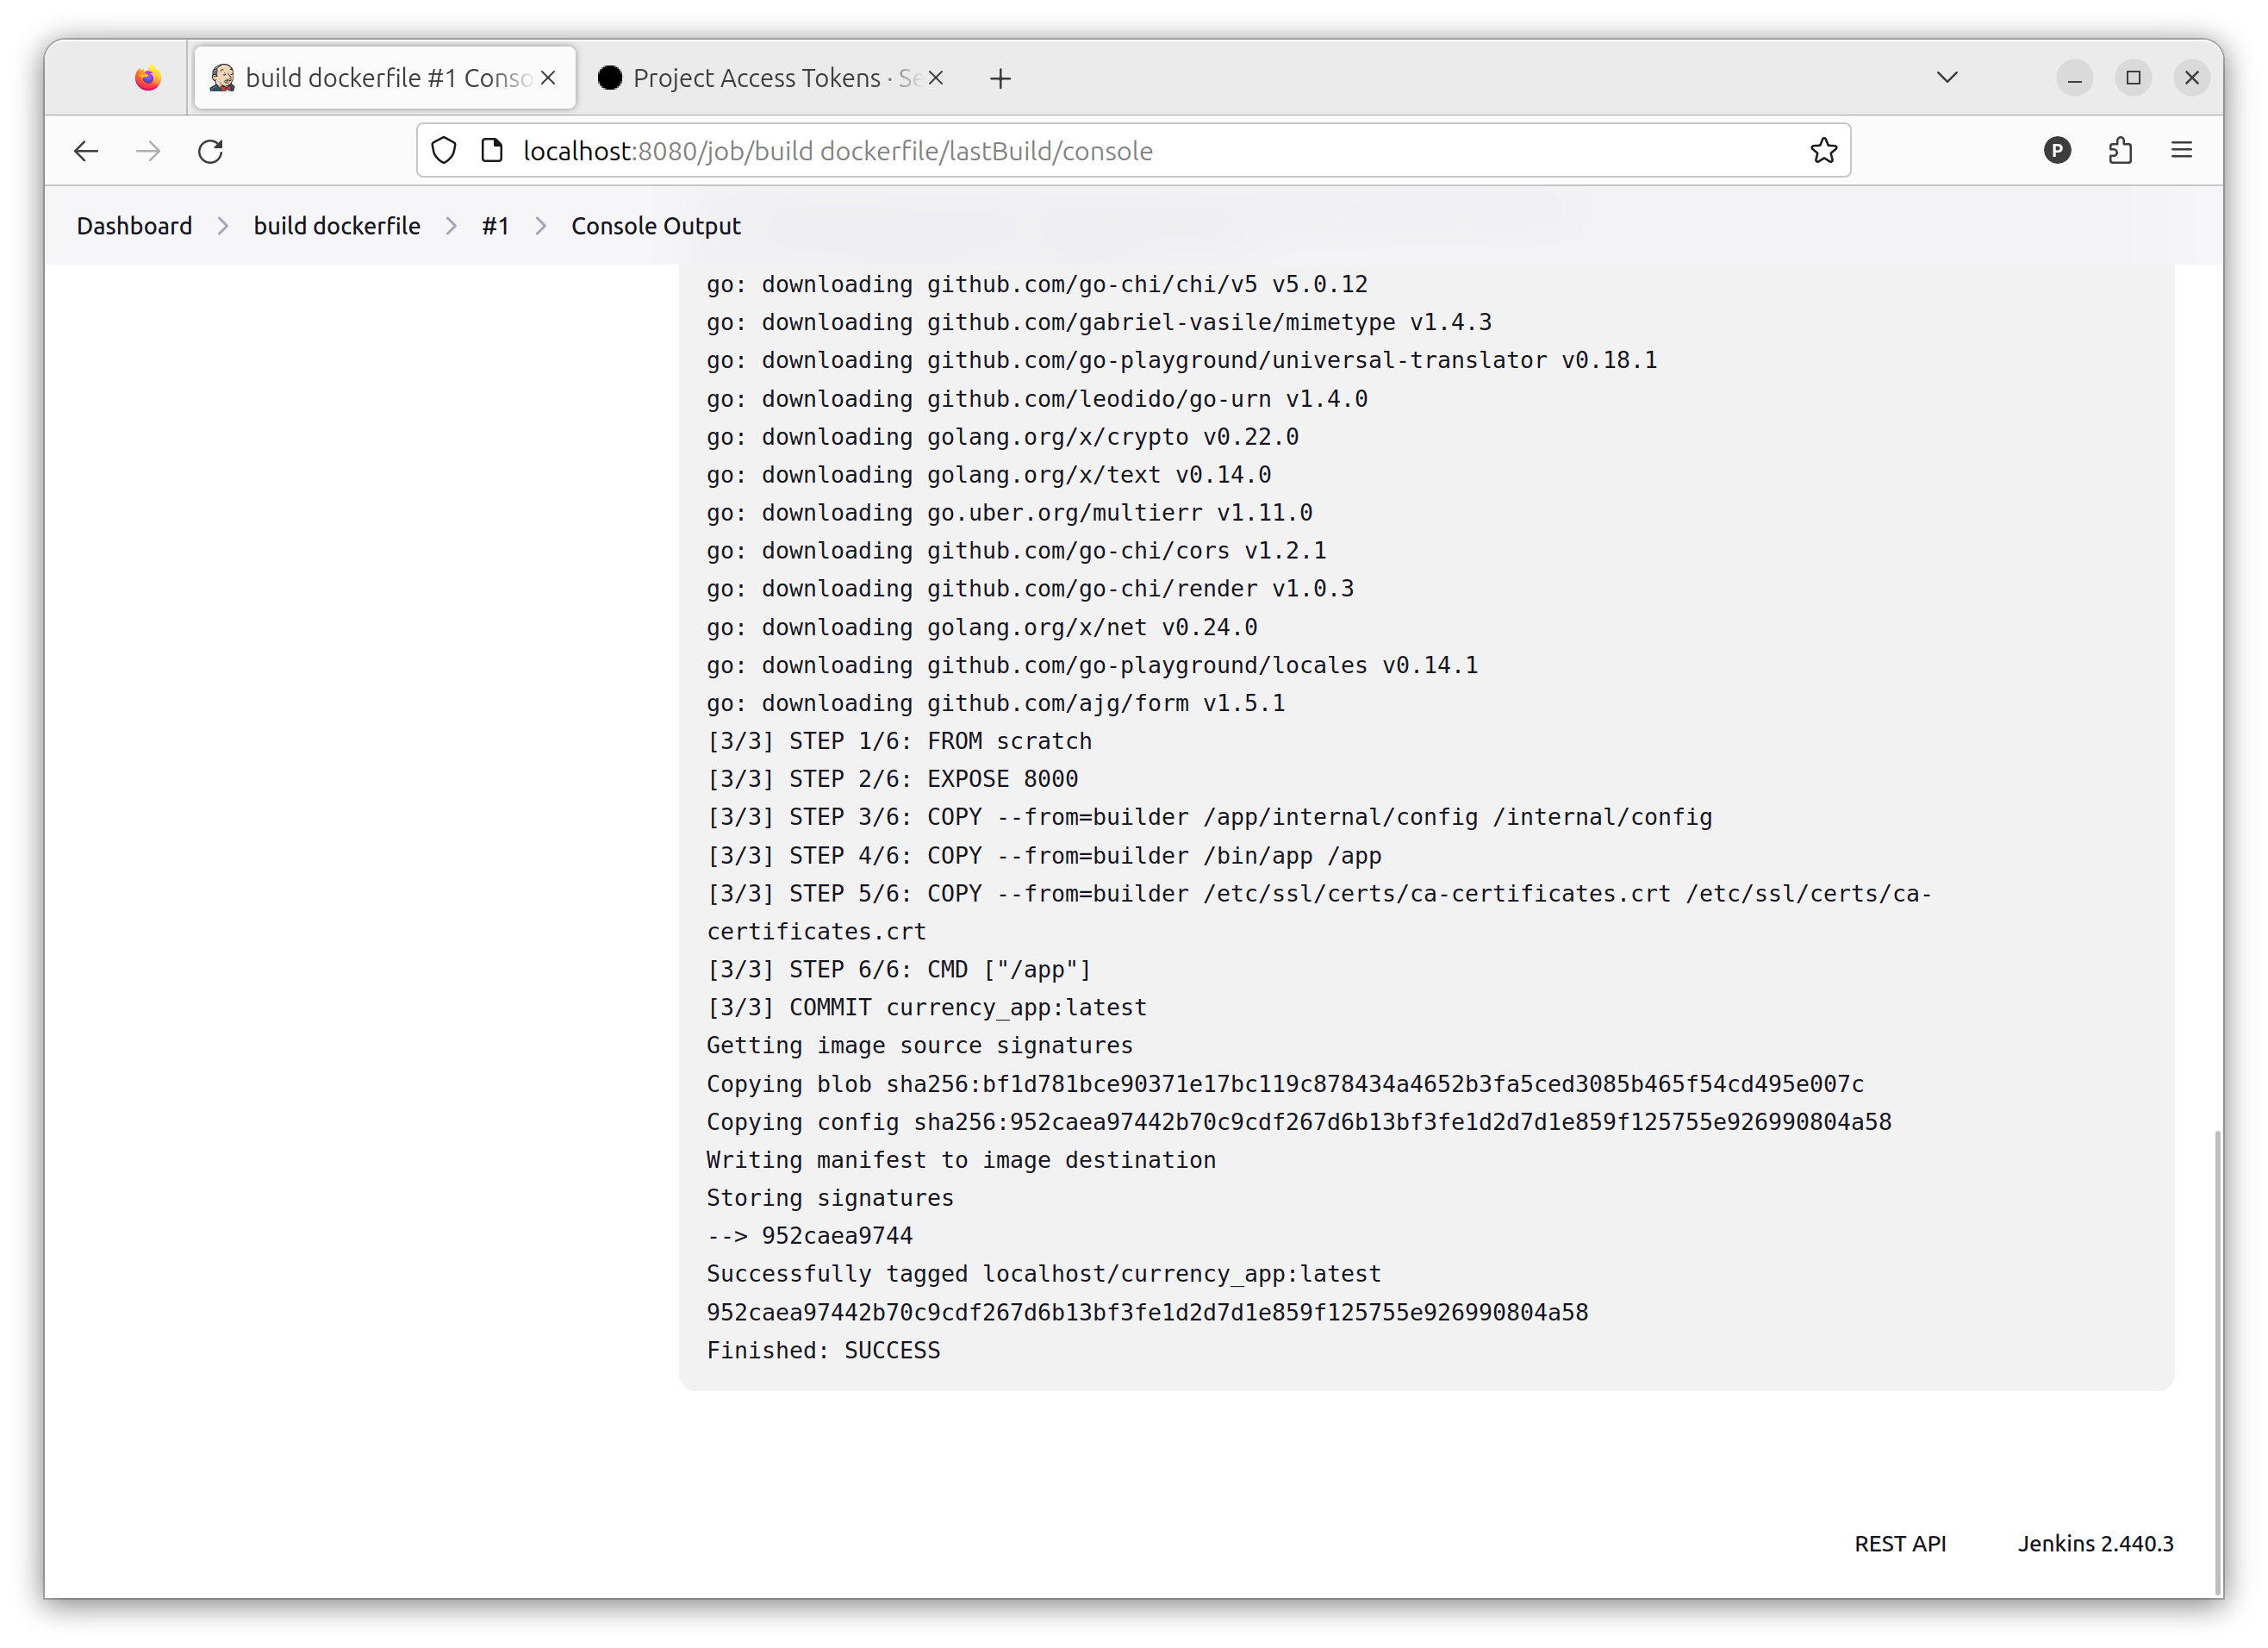 build dockerfile #1 Conso
Project Access Tokens · Se
localhost:8080/job/build dockerfile/lastBuild/console
P
Dashboard > build dockerfile > #1 > Console Output
go: downloading github.com/go-chi/chi/v5 v5.0.12
go: downloading github.com/gabriel-vasile/mimetype v1.4.3
go: downloading github.com/go-playground/universal-translator v0.18.1
go: downloading github.com/leodido/go-urn v1.4.0
go: downloading golang.org/x/crypto v0.22.0
go: downloading golang.org/x/text v0.14.0
go: downloading go.uber.org/multierr v1.11.0
go: downloading github.com/go-chi/cors v1.2.1
go: downloading github.com/go-chi/render v1.0.3
go: downloading golang.org/x/net v0.24.0
go: downloading github.com/go-playground/locales v0.14.1
go: downloading github.com/ajg/form v1.5.1
[3/3] STEP 1/6: FROM scratch
[3/3] STEP 2/6: EXPOSE 8000
[3/3] STEP 3/6: COPY --from=builder /app/internal/config /internal/config
[3/3] STEP 4/6: COPY --from=builder /bin/app /app
[3/3] STEP 5/6: COPY --from=builder /etc/ssl/certs/ca-certificates.crt /etc/ssl/certs/ca-
certificates.crt
[3/3] STEP 6/6: CMD ["/app"]
[3/3] COMMIT currency_app:latest
Getting image source signatures
Copying blob sha256:bf1d781bce90371e17bc119c878434a4652b3fa5ced3085b465f54cd495e007c
Copying config sha256:952caea97442b70c9cdf267d6b13bf3fe1d2d7d1e859f125755e926990804a58
Writing manifest to image destination
Storing signatures
--> 952caea9744
Successfully tagged localhost/currency_app:latest
952caea97442b70c9cdf267d6b13bf3fe1d2d7d1e859f125755e926990804a58
Finished: SUCCESS
REST API
Jenkins 2.440.3